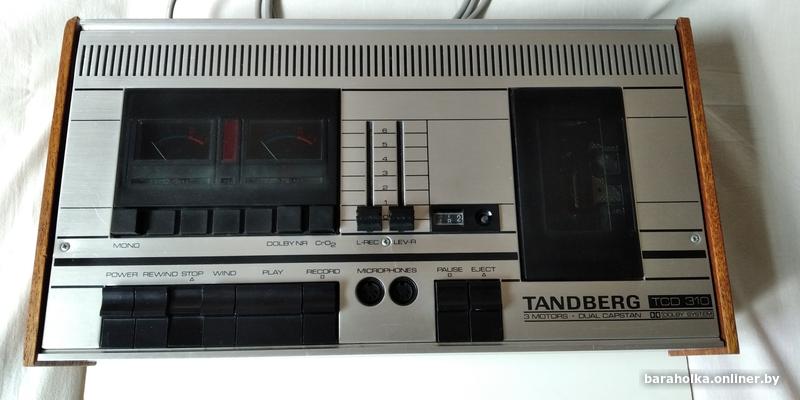 6
5
4
3
2
1
MONO
DOLBY NR
CrO2
L-REC LEV-R
POWER REWIND STOP WIND PLAY RECORD
MICROPHONES
PAUSE EJECT
TANDBERG TCD 310
3 MOTORS - DUAL CAPSTAN DOLBY SYSTEM
baraholka.onliner.by